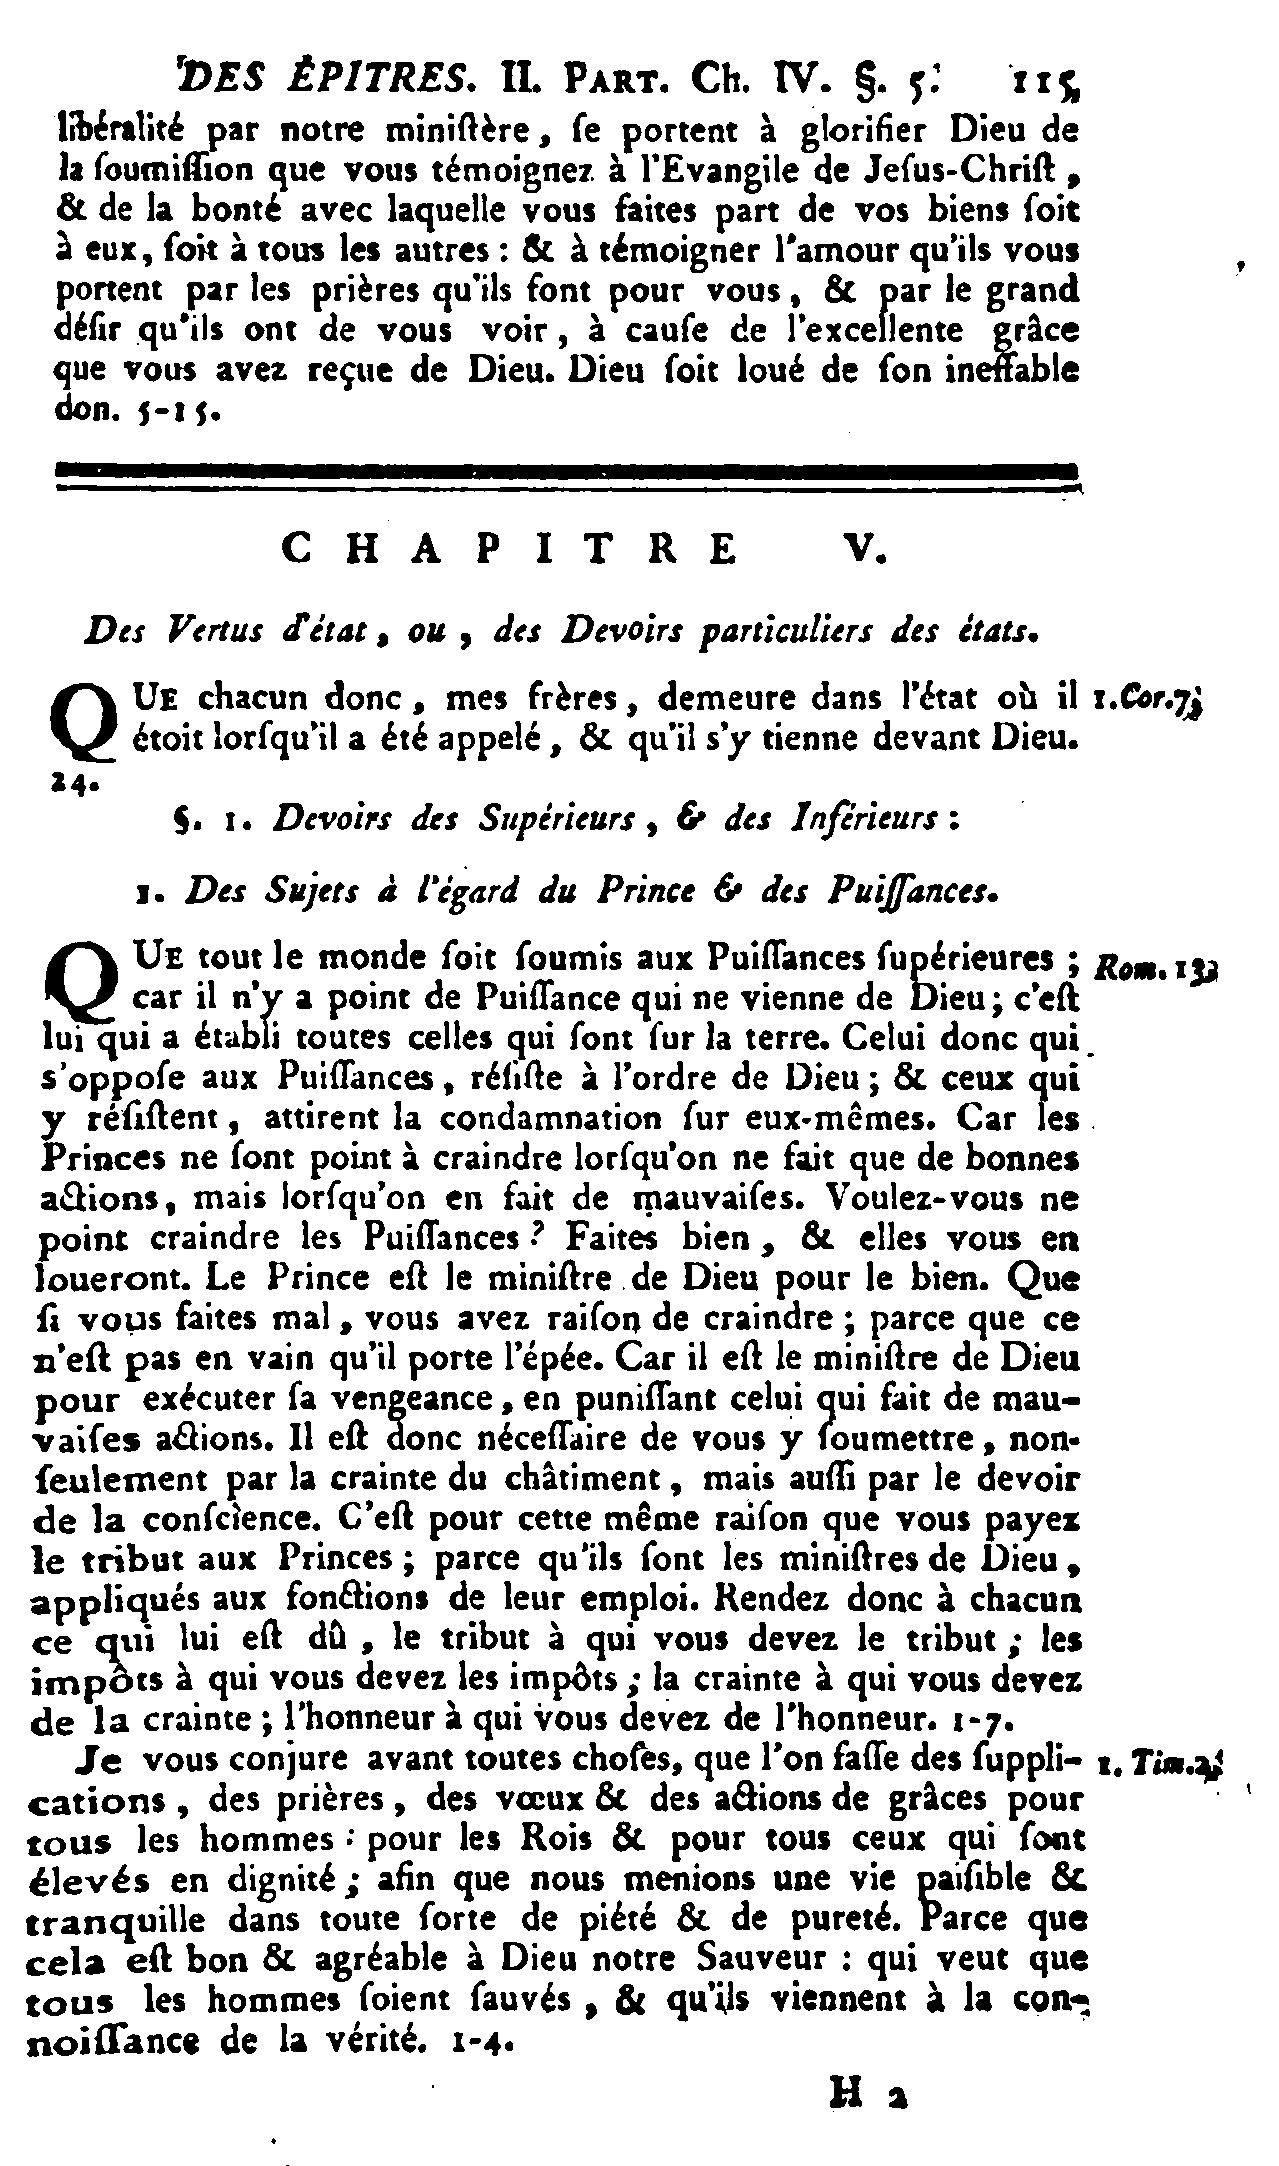 DES ÉPITRES. II. PART. Ch. IV. §. 5. 115
libéralité par notre miniſtère, ſe portent à glorifier Dieu de
la ſoumiſſion que vous témoignez à l'Evangile de Jeſus-Chriſt,
& de la bonté avec laquelle vous faites part de vos biens ſoit
à eux, ſoit à tous les autres : & à témoigner l'amour qu'ils vous
portent par les prières qu'ils font pour vous, & par le grand
déſir qu'ils ont de vous voir, à cauſe de l'excellente grâce
que vous avez reçue de Dieu. Dieu ſoit loué de ſon ineffable
don. 5-15.
CHAPITRE V.
Des Vertus d'état, ou, des Devoirs particuliers des états.
QUE chacun donc, mes frères, demeure dans l'état où il 1.Cor.7;
étoit lorſqu'il a été appelé, & qu'il s'y tienne devant Dieu.
24.
§. 1. Devoirs des Supérieurs, & des Inférieurs :
1. Des Sujets à l'égard du Prince & des Puiſſances.
QUE tout le monde ſoit ſoumis aux Puiſſances ſupérieures ; Rom. 13,
car il n'y a point de Puiſſance qui ne vienne de Dieu ; c'eſt
lui qui a établi toutes celles qui ſont ſur la terre. Celui donc qui
s'oppoſe aux Puiſſances, réſiſte à l'ordre de Dieu ; & ceux qui
y réſiſtent, attirent la condamnation ſur eux-mêmes. Car les
Princes ne ſont point à craindre lorſqu'on ne fait que de bonnes
actions, mais lorſqu'on en fait de mauvaiſes. Voulez-vous ne
point craindre les Puiſſances ? Faites bien, & elles vous en
loueront. Le Prince eſt le miniſtre de Dieu pour le bien. Que
ſi vous faites mal, vous avez raiſon de craindre ; parce que ce
n'eſt pas en vain qu'il porte l'épée. Car il eſt le miniſtre de Dieu
pour exécuter ſa vengeance, en puniſſant celui qui fait de mau-
vaiſes actions. Il eſt donc néceſſaire de vous y ſoumettre, non-
ſeulement par la crainte du châtiment, mais auſſi par le devoir
de la conſcience. C'eſt pour cette même raiſon que vous payez
le tribut aux Princes ; parce qu'ils ſont les miniſtres de Dieu,
appliqués aux fonctions de leur emploi. Rendez donc à chacun
ce qui lui eſt dû, le tribut à qui vous devez le tribut ; les
impôts à qui vous devez les impôts ; la crainte à qui vous devez
de la crainte ; l'honneur à qui vous devez de l'honneur. 1-7.
Je vous conjure avant toutes choſes, que l'on faſſe des ſuppli- 1. Tim.2,
cations, des prières, des vœux & des actions de grâces pour
tous les hommes : pour les Rois & pour tous ceux qui ſont
élevés en dignité ; afin que nous menions une vie paiſible &
tranquille dans toute ſorte de piété & de pureté. Parce que
cela eſt bon & agréable à Dieu notre Sauveur : qui veut que
tous les hommes ſoient ſauvés, & qu'ils viennent à la con-
noiſſance de la vérité. 1-4.
H 2